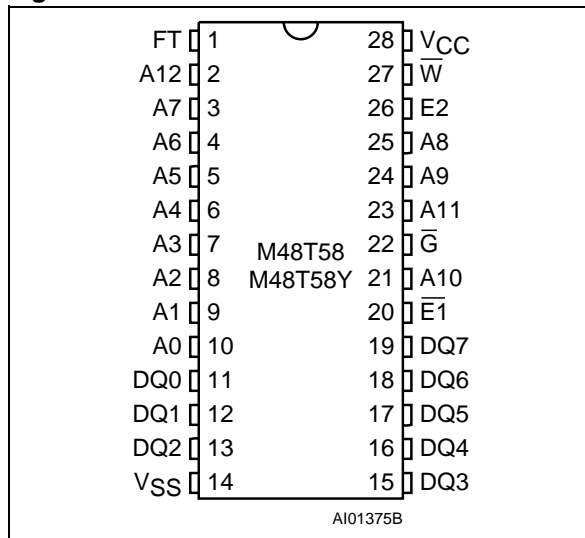 FT 1 28 VCC
A12 2 27 W̅
A7 3 26 E2
A6 4 25 A8
A5 5 24 A9
A4 6 23 A11
A3 7 22 G̅
M48T58
A2 8 21 A10
M48T58Y
A1 9 20 E̅1̅
A0 10 19 DQ7
DQ0 11 18 DQ6
DQ1 12 17 DQ5
DQ2 13 16 DQ4
VSS 14 15 DQ3
AI01375B